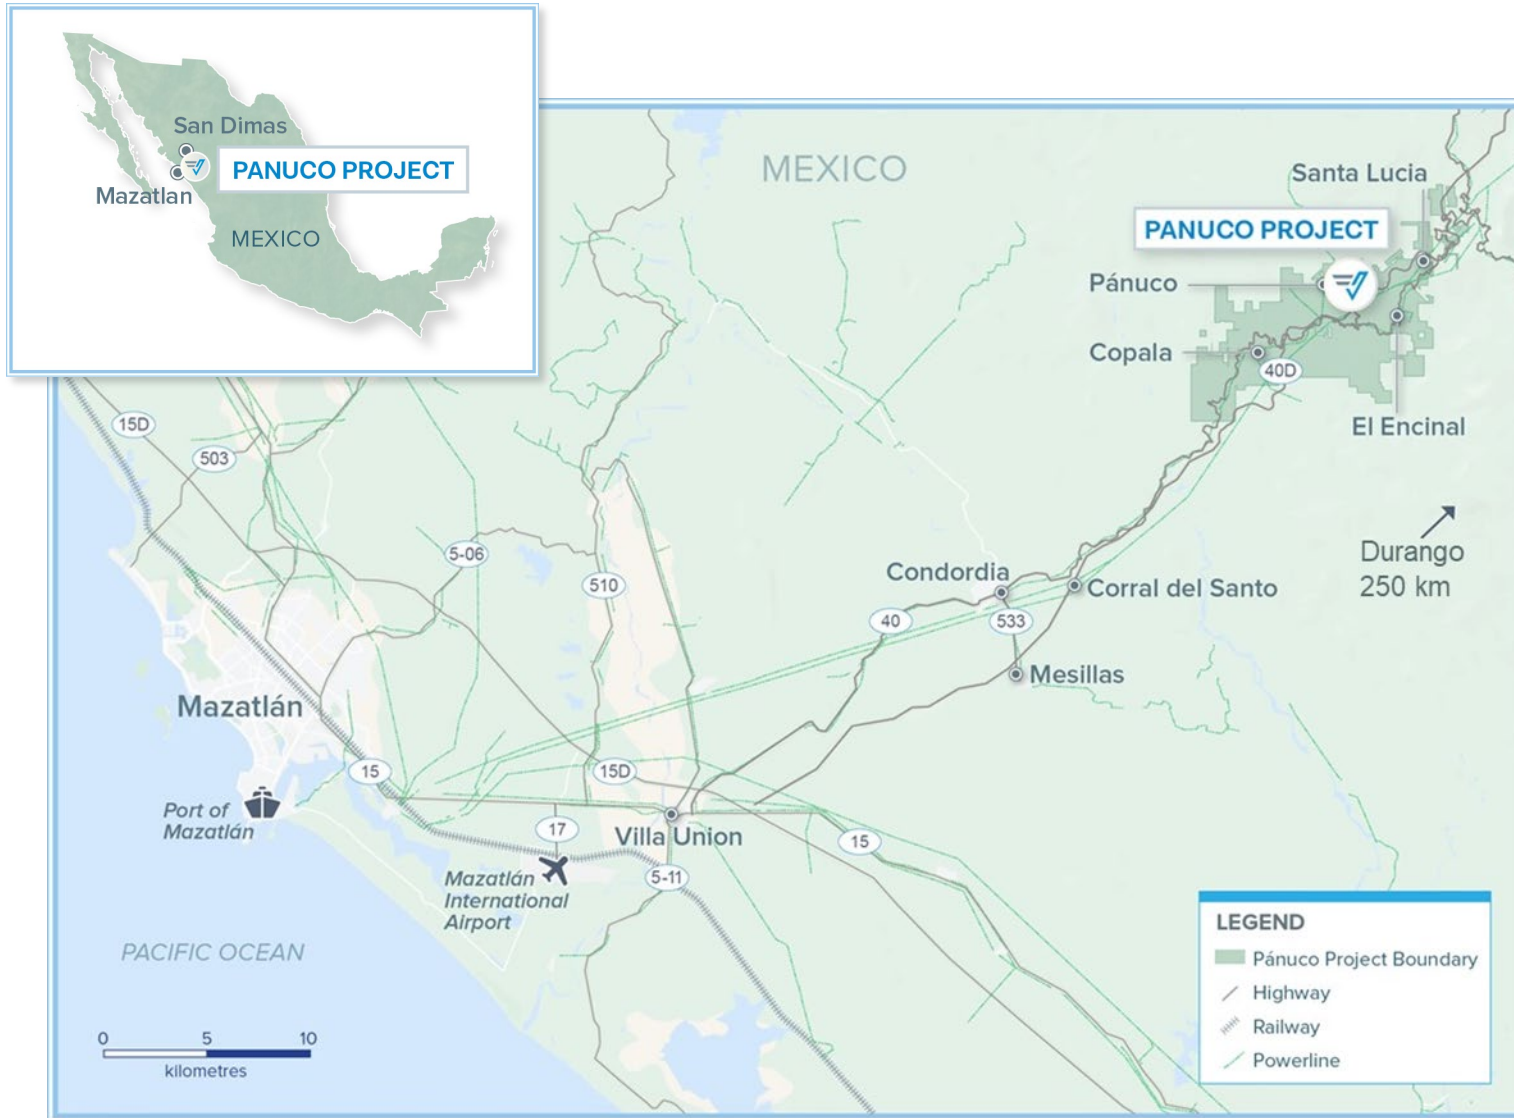 San Dimas
PANUCO PROJECT
Mazatlan
MEXICO
MEXICO
Santa Lucia
PANUCO PROJECT
Pánuco
Copala
40D
El Encinal
15D
503
Durango
250 km
5-06
510
Condordia
Corral del Santo
40
533
Mesillas
Mazatlán
15
15D
Port of
Mazatlán
17
Villa Union
15
Mazatlán
International
Airport
5-11
PACIFIC OCEAN
LEGEND
Pánuco Project Boundary
Highway
Railway
Powerline
0 5 10
kilometres